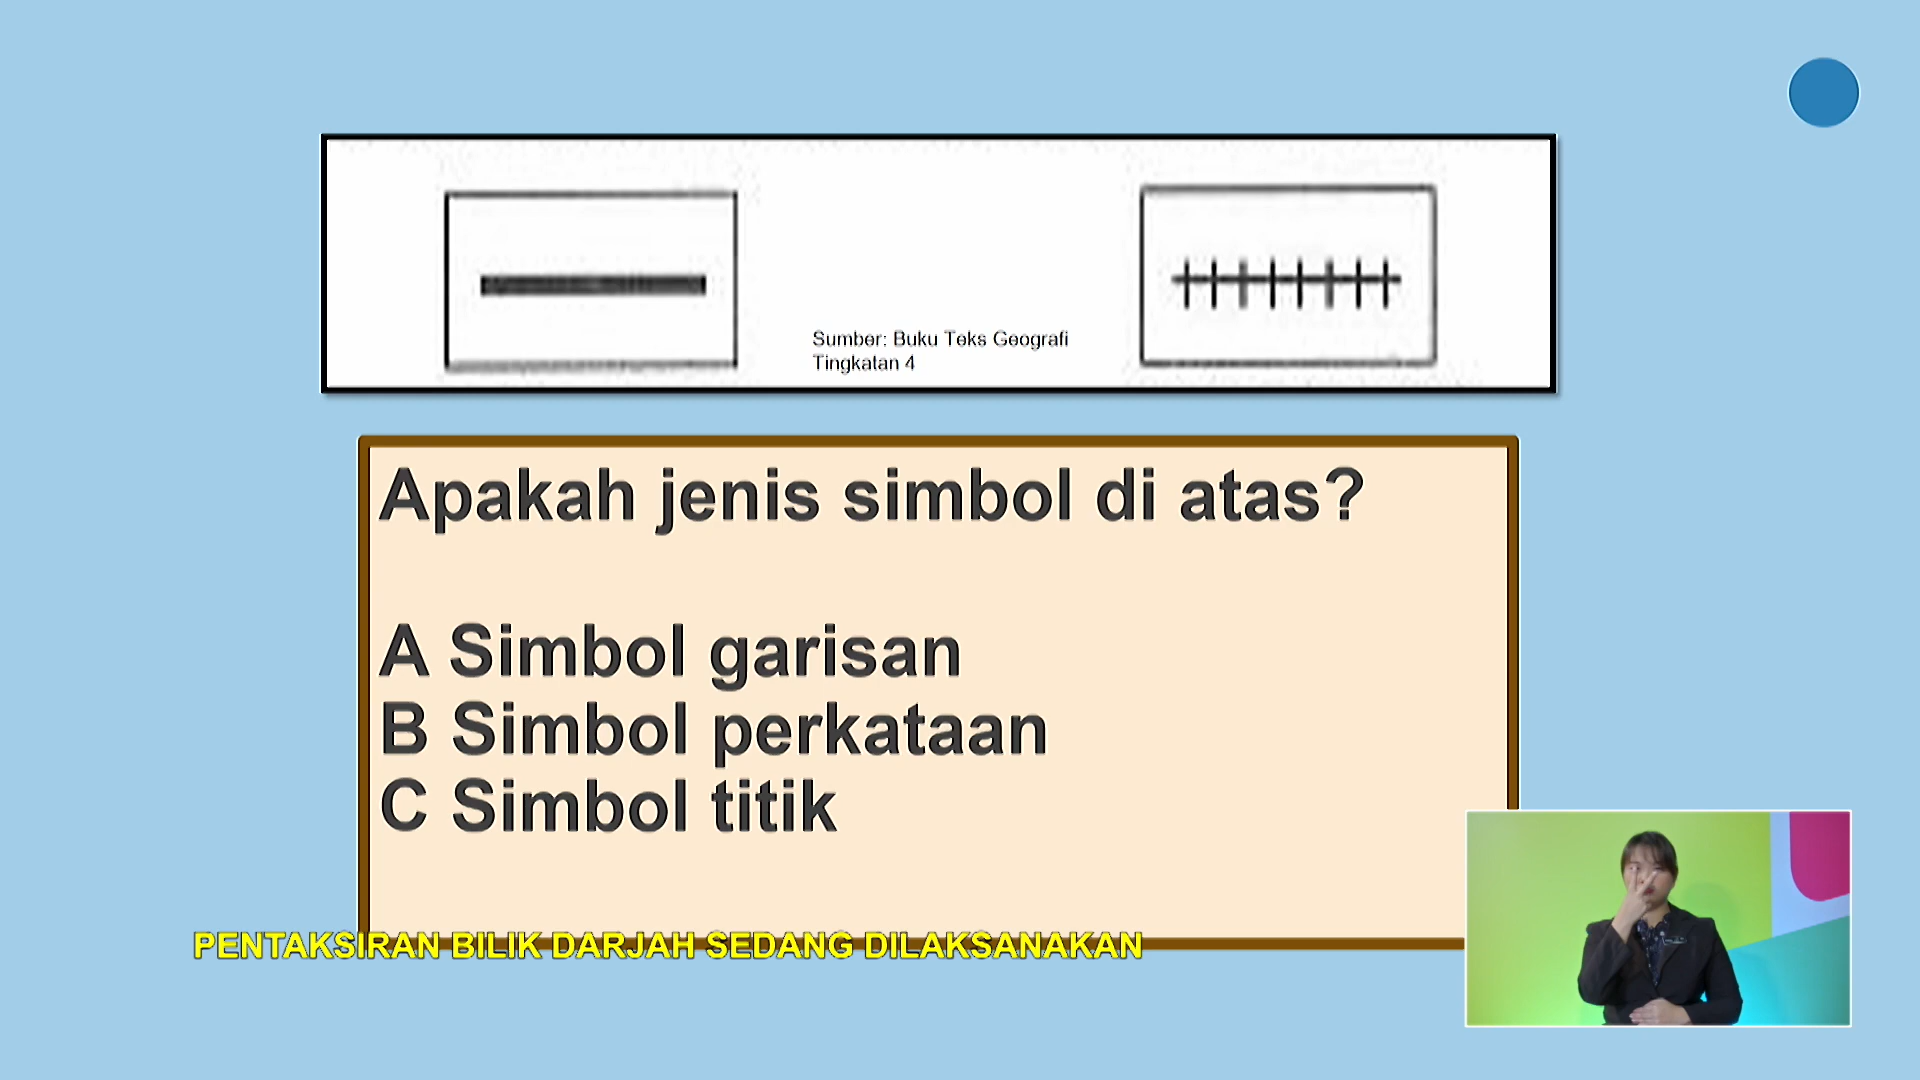 Sumber: Buku Teks Geografi
Tingkatan 4
Apakah jenis simbol di atas?
A Simbol garisan
B Simbol perkataan
C Simbol titik
PENTAKSIRAN BILIK DARJAH SEDANG DILAKSANAKAN